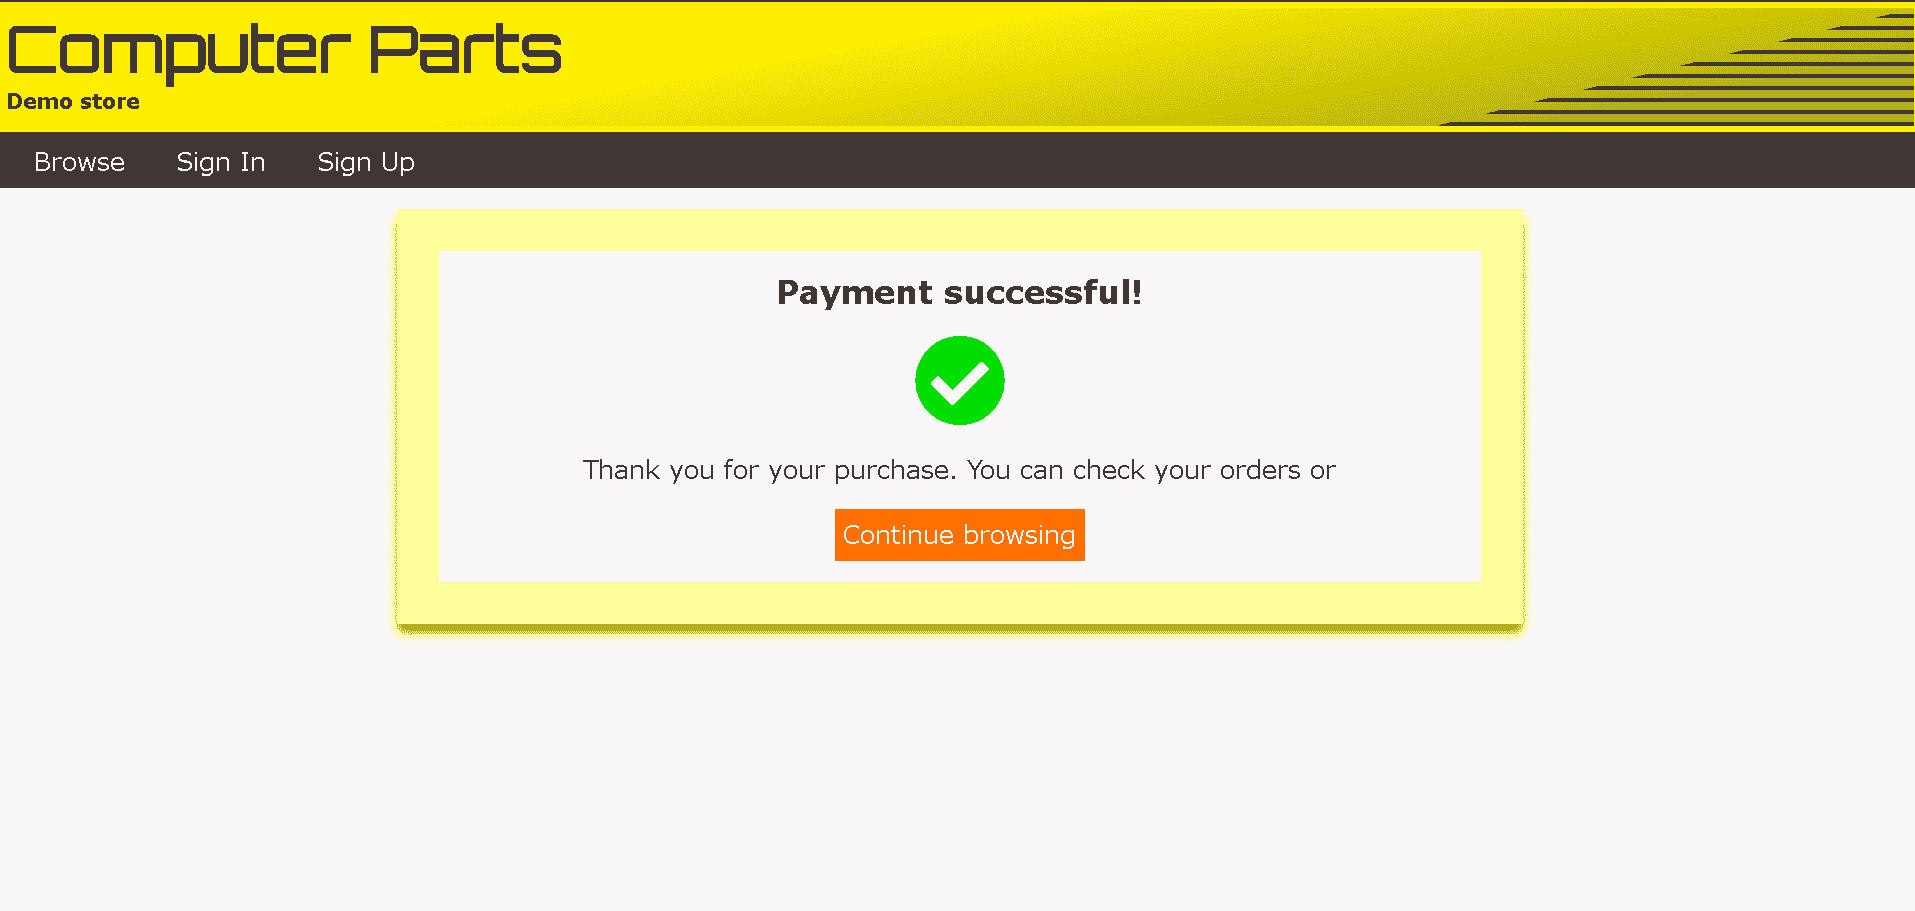 Computer Parts
Demo store
Browse Sign In Sign Up
Payment successful!
Thank you for your purchase. You can check your orders or
Continue browsing